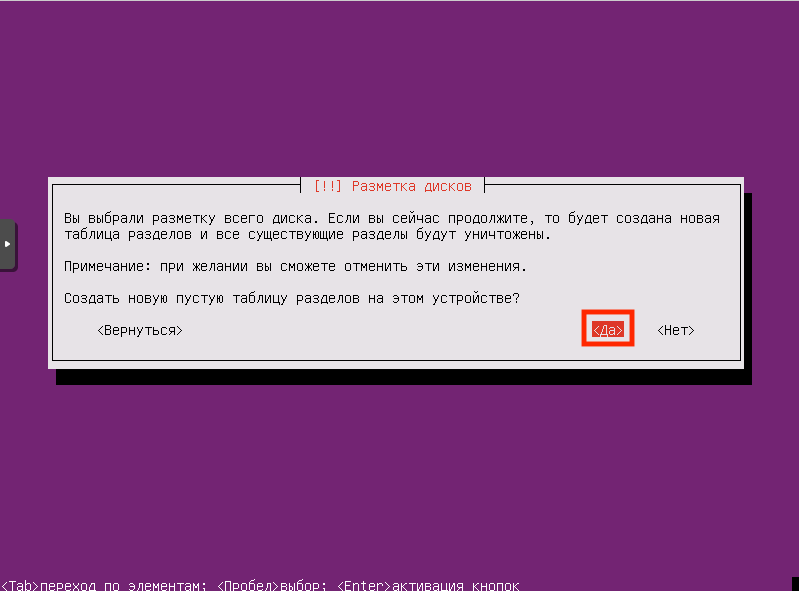 [!!] Разметка дисков
Вы выбрали разметку всего диска. Если вы сейчас продолжите, то будет создана новая
таблица разделов и все существующие разделы будут уничтожены.
Примечание: при желании вы сможете отменить эти изменения.
Создать новую пустую таблицу разделов на этом устройстве?
<Вернуться> <Да> <Нет>
<Tab>переход по элементам; <Пробел>выбор; <Enter>активация кнопок